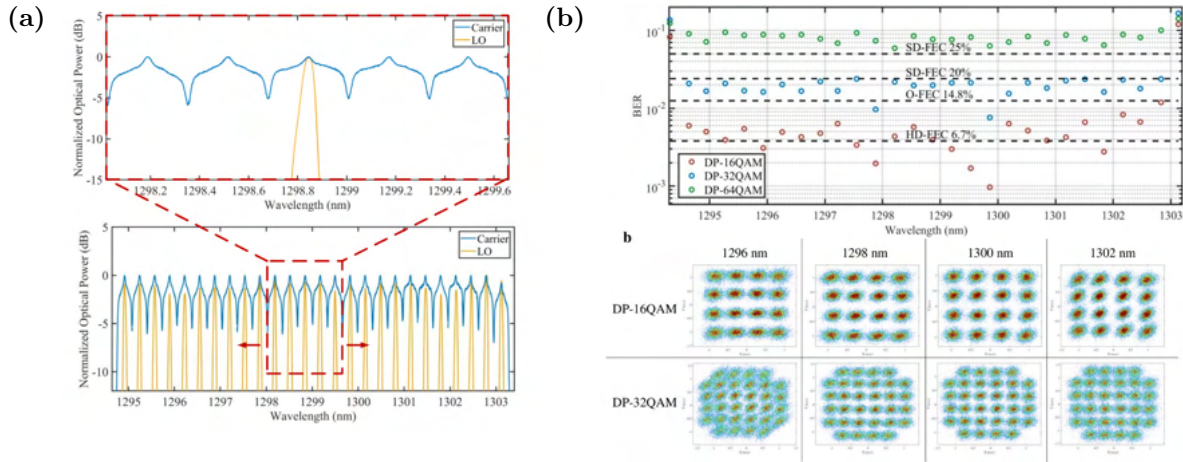 (a)
5
0
-5
-10
-15
Normalized Optical Power (dB)
Carrier
LO
1298.2 1298.4 1298.6 1298.8 1299 1299.2 1299.4 1299.6
Wavelength (nm)
5
0
-5
-10
Normalized Optical Power (dB)
Carrier
LO
1295 1296 1297 1298 1299 1300 1301 1302 1303
Wavelength (nm)
(b)
10-1
10-2
10-3
BER
SD-FEC 25%
SD-FEC 20%
O-FEC 14.8%
HD-FEC 6.7%
DP-16QAM
DP-32QAM
DP-64QAM
1295 1296 1297 1298 1299 1300 1301 1302 1303
Wavelength (nm)
b
1296 nm 1298 nm 1300 nm 1302 nm
DP-16QAM
DP-32QAM